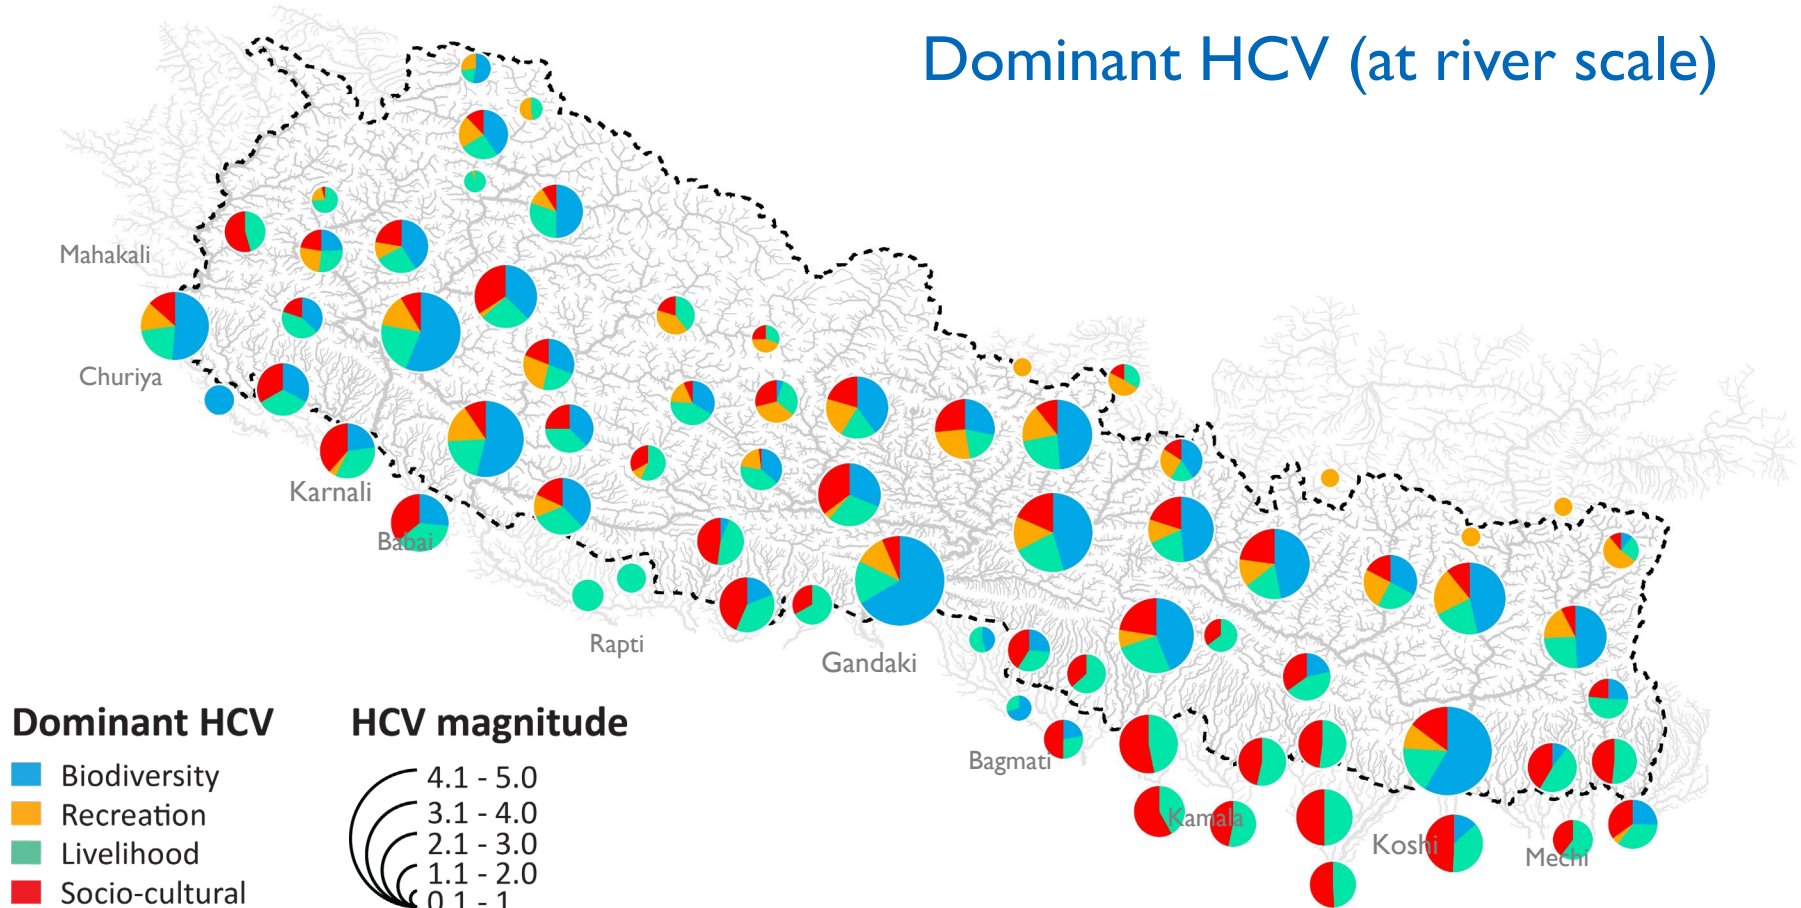 Dominant HCV (at river scale)
Mahakali
Churiya
Karnali
Babai
Rapti
Gandaki
Bagmati
Kamala
Koshi
Mechi
Dominant HCV
Biodiversity
Recreation
Livelihood
Socio-cultural
HCV magnitude
4.1 - 5.0
3.1 - 4.0
2.1 - 3.0
1.1 - 2.0
0.1 - 1